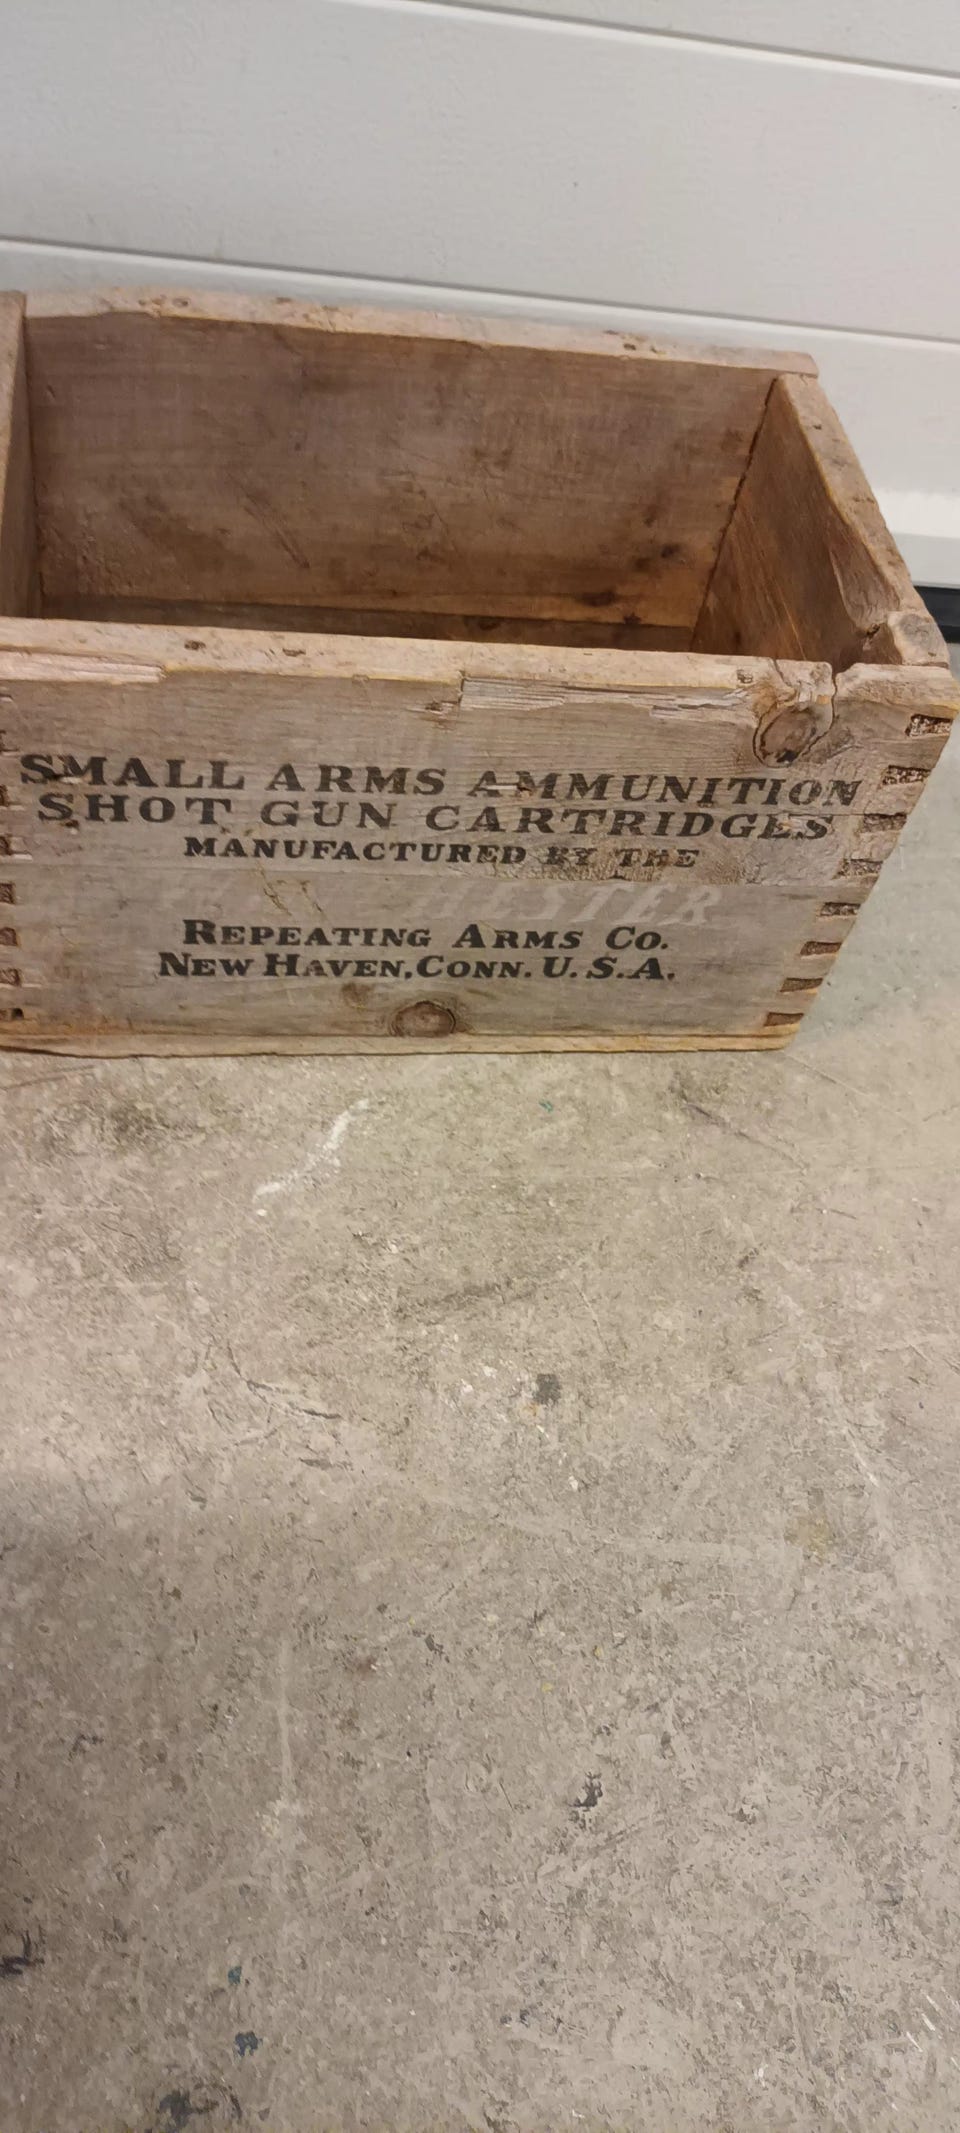 SMALL ARMS AMMUNITION
SHOT GUN CARTRIDGES
MANUFACTURED BY THE
REPEATING ARMS CO.
NEW HAVEN, CONN. U.S.A.